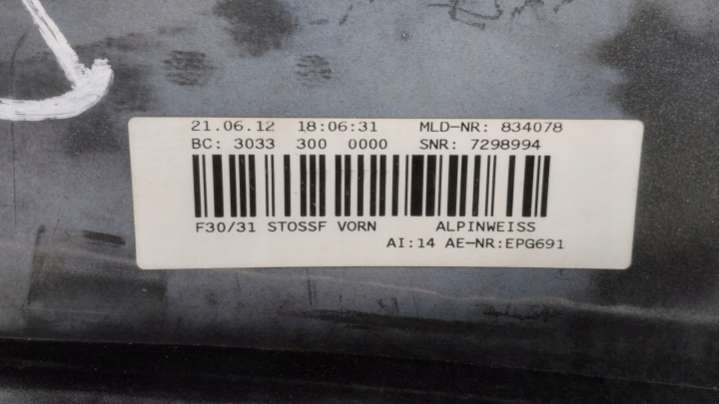 21.06.12 18:06:31 MLD-NR: 834078
BC: 3033 300 0000 SNR: 7298994
F30/31 STOSSF VORN ALPINWEISS
AI:14 AE-NR:EPG691